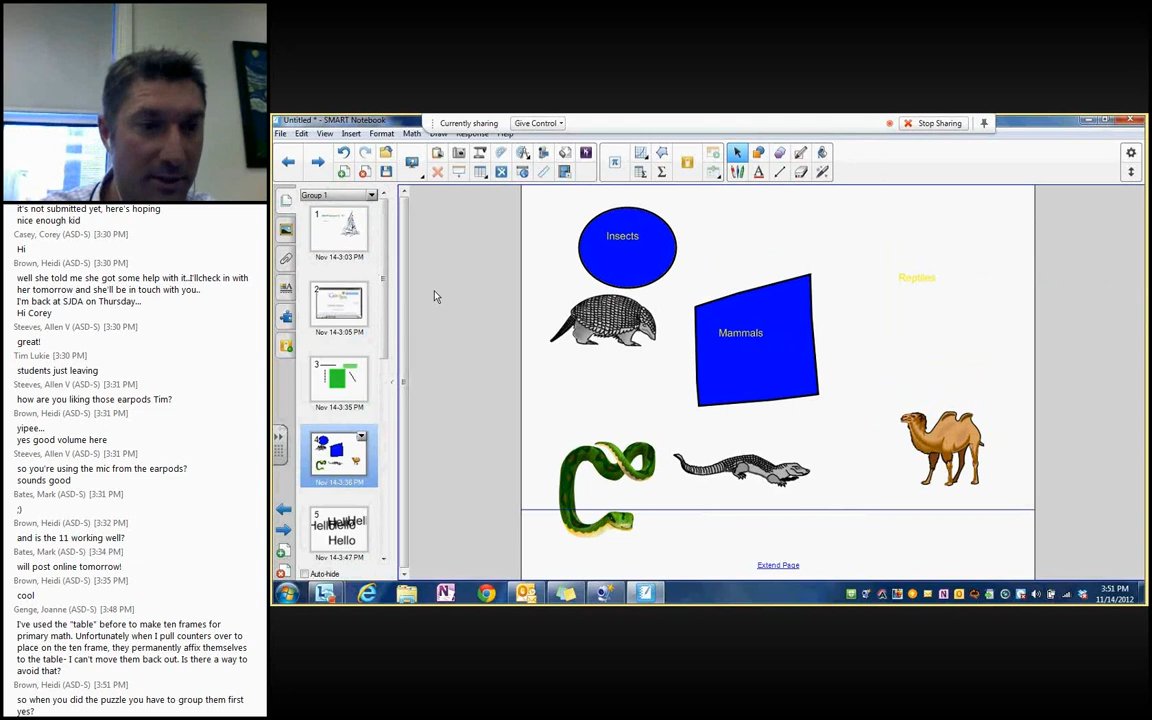 it's not submitted yet, here's hoping
nice enough kid
Casey, Corey (ASD-S) [3:30 PM]
Hi
Brown, Heidi (ASD-S) [3:30 PM]
well she told me she got some help with it..I'llcheck in with
her tomorrow and she'll be in touch with you..
I'm back at SJDA on Thursday...
Hi Corey
Steeves, Allen V (ASD-S) [3:30 PM]
great!
Tim Lukie [3:30 PM]
students just leaving
Steeves, Allen V (ASD-S) [3:31 PM]
how are you liking those earpods Tim?
Brown, Heidi (ASD-S) [3:31 PM]
yipee...
yes good volume here
Steeves, Allen V (ASD-S) [3:31 PM]
so you're using the mic from the earpods?
sounds good
Bates, Mark (ASD-S) [3:31 PM]
;)
Brown, Heidi (ASD-S) [3:32 PM]
and is the 11 working well?
Bates, Mark (ASD-S) [3:34 PM]
will post online tomorrow!
Brown, Heidi (ASD-S) [3:35 PM]
cool
Genge, Joanne (ASD-S) [3:48 PM]
I've used the "table" before to make ten frames for
primary math. Unfortunately when I pull counters over to
place on the ten frame, they permanently affix themselves
to the table- I can't move them back out. Is there a way to
avoid that?
Brown, Heidi (ASD-S) [3:51 PM]
so when you did the puzzle you have to group them first
yes?
Untitled * - SMART Notebook
Currently sharing
Give Control
Stop Sharing
File Edit View Insert Format Math Draw Response Help
Group 1
1
Nov 14-3:03 PM
2
Nov 14-3:05 PM
3
Nov 14-3:35 PM
4
Nov 14-3:36 PM
5
Hello
Nov 14-3:47 PM
Auto-hide
Insects
Mammals
Reptiles
Extend Page
3:51 PM
11/14/2012